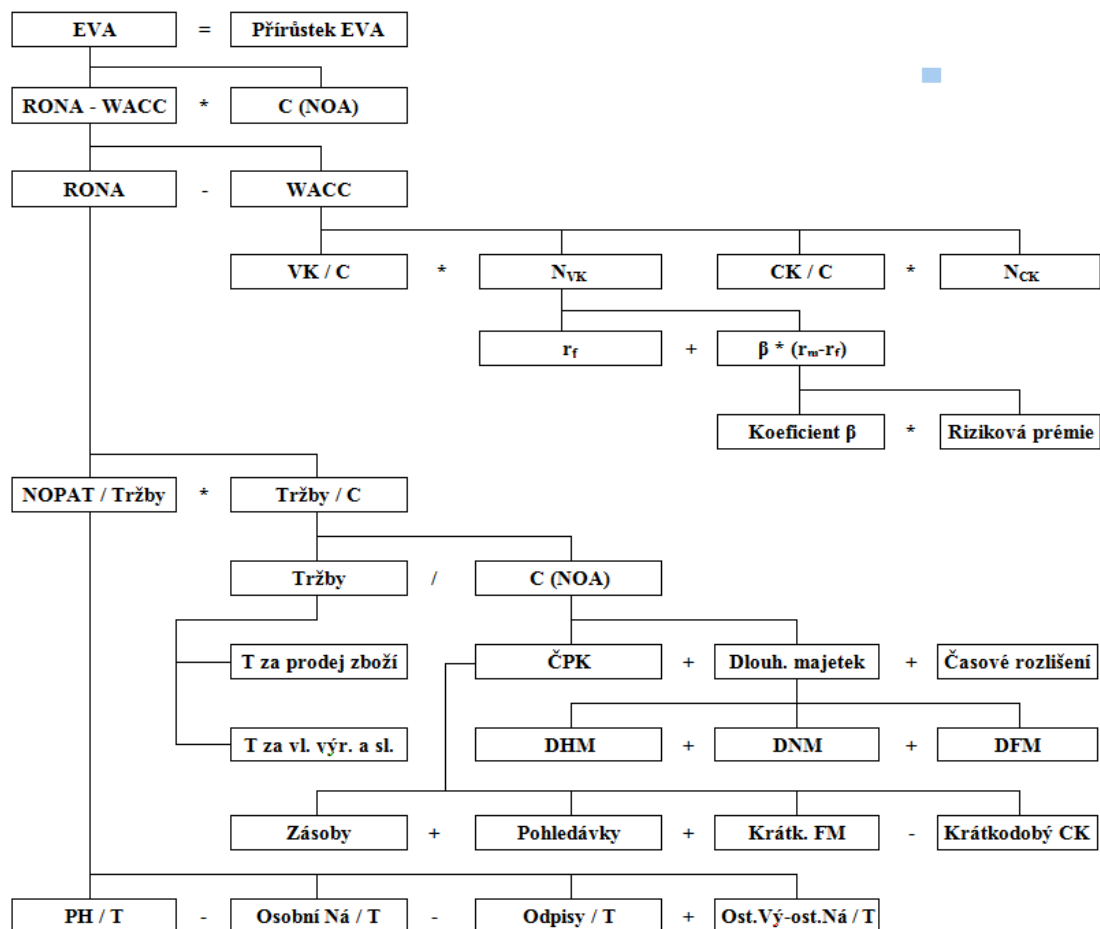 EVA = Přírůstek EVA
RONA - WACC * C (NOA)
RONA - WACC
VK / C * NVK CK / C * NCK
rf + β * (rm-rf)
Koeficient β * Riziková prémie
NOPAT / Tržby * Tržby / C
Tržby / C (NOA)
T za prodej zboží ČPK + Dlouh. majetek + Časové rozlišení
T za vl. výr. a sl. DHM + DNM + DFM
Zásoby + Pohledávky + Krátk. FM - Krátkodobý CK
PH / T - Osobní Ná / T - Odpisy / T + Ost.Vý-ost.Ná / T